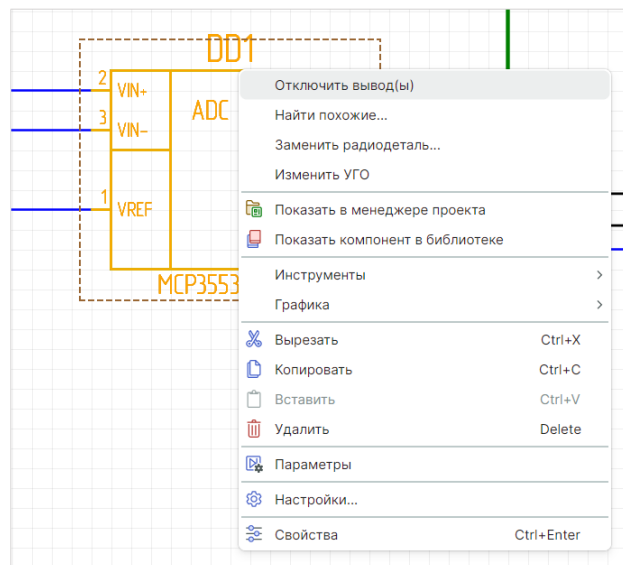 DD1
2
VIN+
ADC
3
VIN-
1
VREF
MCP3553
Отключить вывод(ы)
Найти похожие...
Заменить радиодеталь...
Изменить УГО
Показать в менеджере проекта
Показать компонент в библиотеке
Инструменты
Графика
Вырезать Ctrl+X
Копировать Ctrl+C
Вставить Ctrl+V
Удалить Delete
Параметры
Настройки...
Свойства Ctrl+Enter